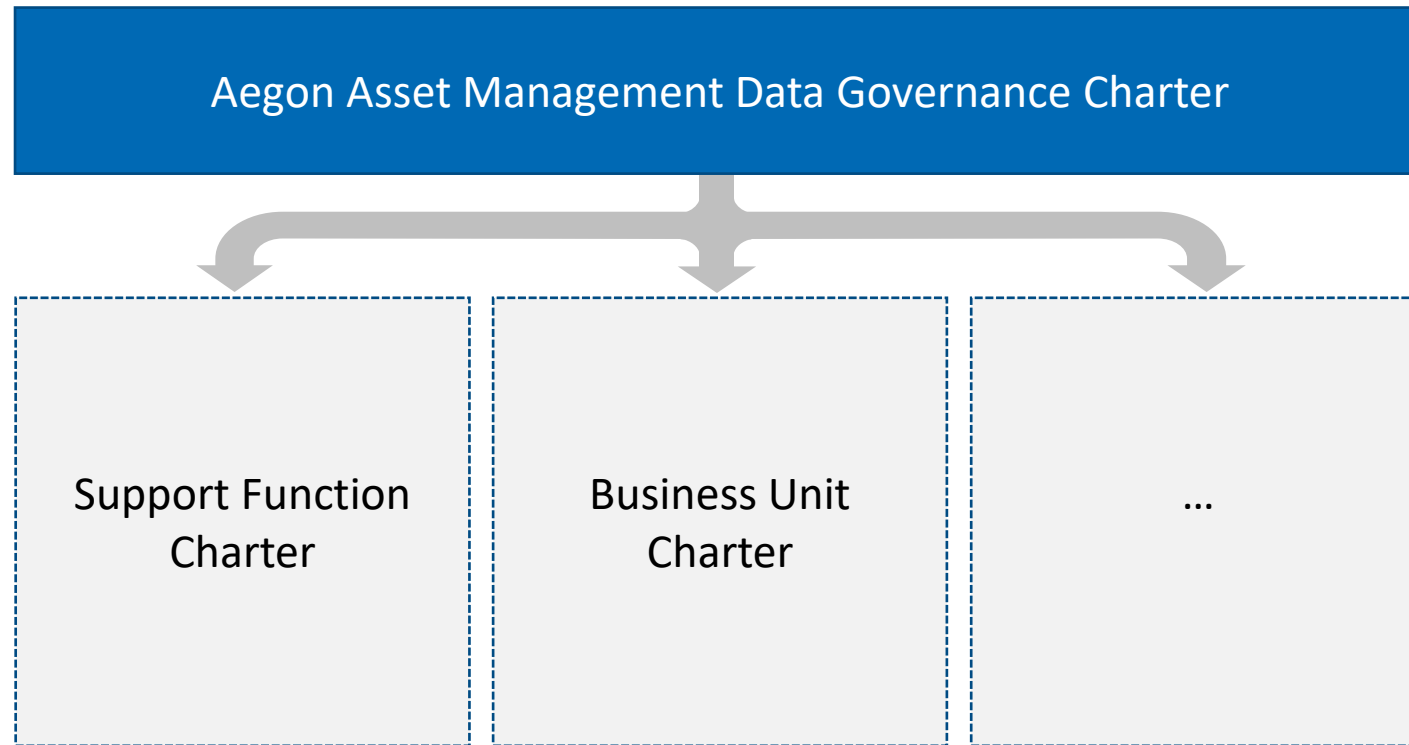 Aegon Asset Management Data Governance Charter
Support Function
Charter
Business Unit
Charter
...